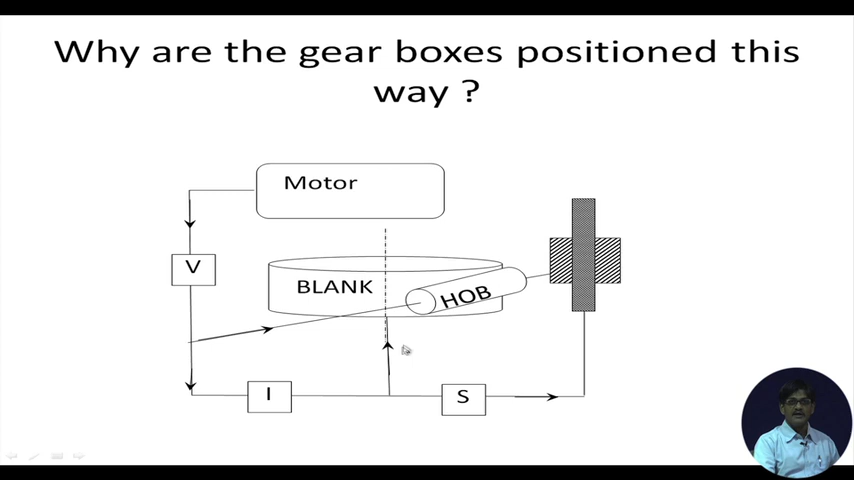 Why are the gear boxes positioned this
way ?
Motor
V
BLANK
HOB
I
S